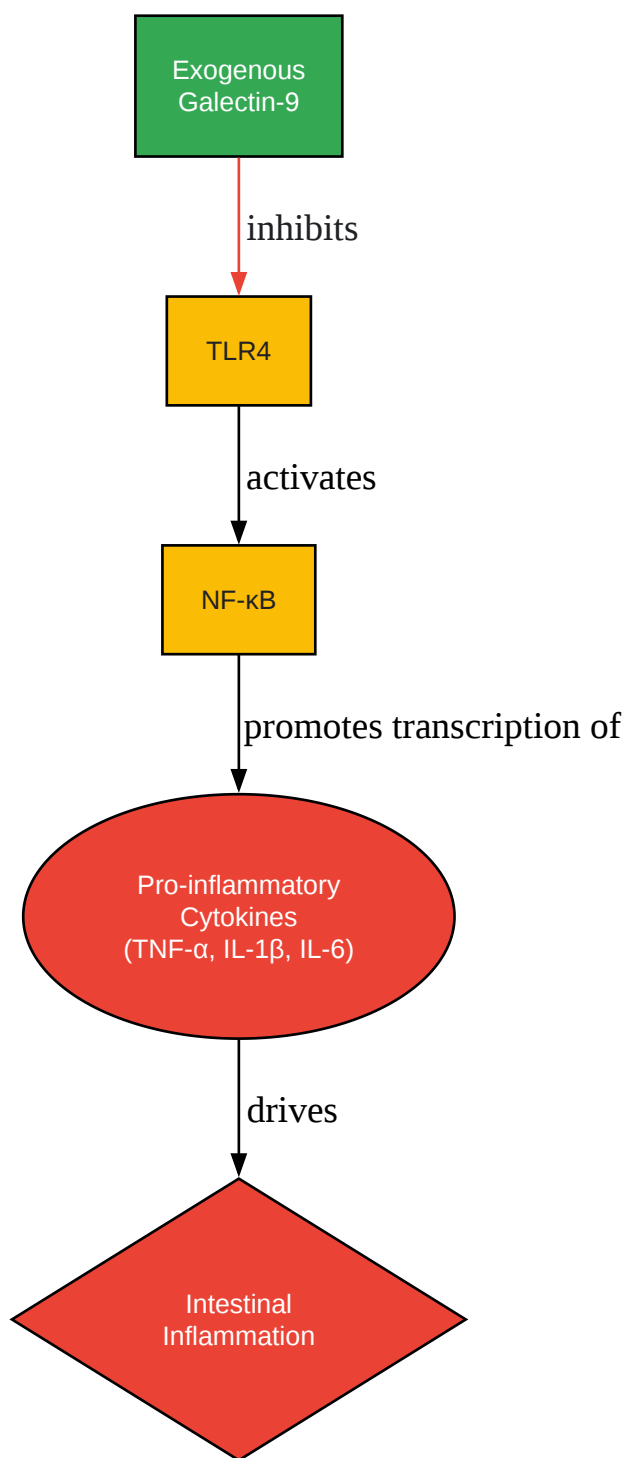 Exogenous
Galectin-9
inhibits
TLR4
activates
NF-κB
promotes transcription of
Pro-inflammatory
Cytokines
(TNF-α, IL-1β, IL-6)
drives
Intestinal
Inflammation